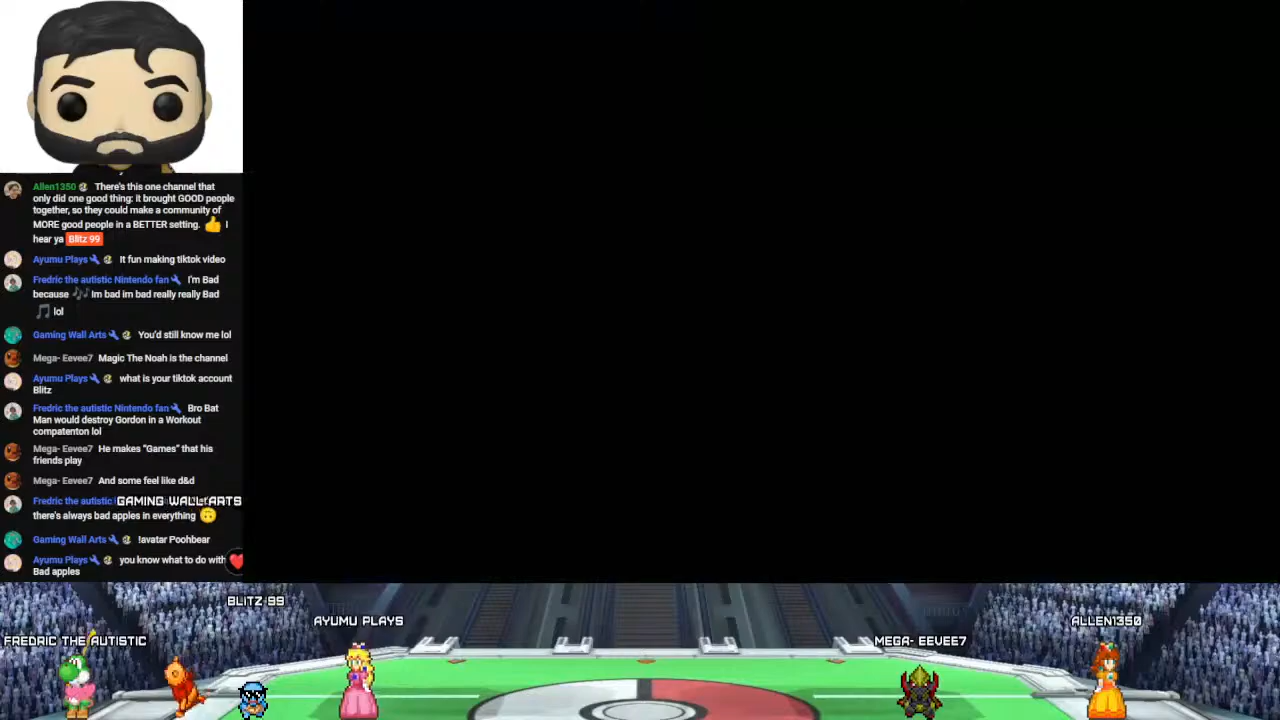 Allen1350 There's this one channel that
only did one good thing: it brought GOOD people
together, so they could make a community of
MORE good people in a BETTER setting. 👍 I
hear ya Blitz 99
Ayumu Plays It fun making tiktok video
Fredric the autistic Nintendo fan I'm Bad
because 🎶 Im bad im bad really really Bad
🎵 lol
Gaming Wall Arts You'd still know me lol
Mega- Eevee7 Magic The Noah is the channel
Ayumu Plays what is your tiktok account
Blitz
Fredric the autistic Nintendo fan Bro Bat
Man would destroy Gordon in a Workout
compatenton lol
Mega- Eevee7 He makes “Games” that his
friends play
Mega- Eevee7 And some feel like d&d
Fredric the autistic
GAMING WALL ARTS
there's always bad apples in everything 🙃
Gaming Wall Arts !avatar Poohbear
Ayumu Plays you know what to do with
Bad apples
BLITZ 99
AYUMU PLAYS
ALLEN1350
FREDRIC THE AUTISTIC
MEGA- EEVEE7